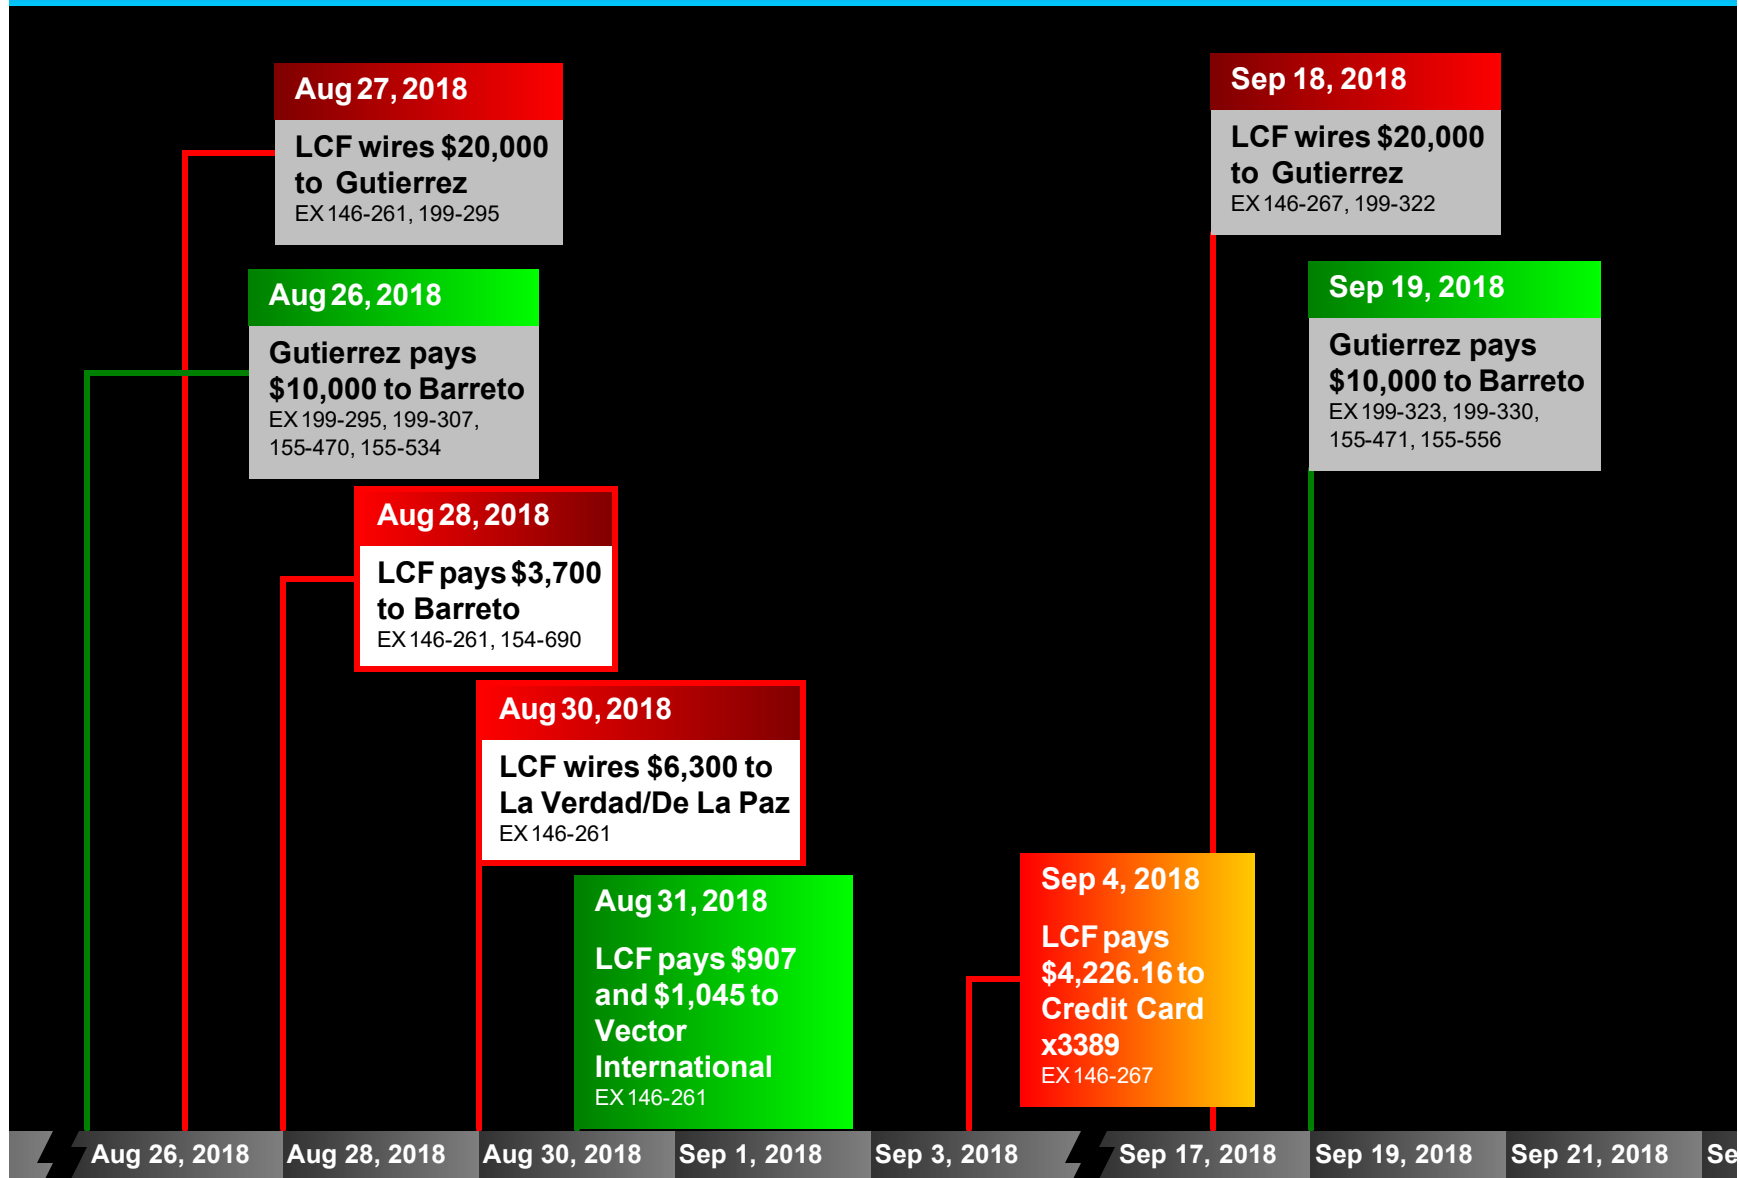 Aug 27, 2018
LCF wires $20,000
to Gutierrez
EX 146-261, 199-295
Aug 26, 2018
Gutierrez pays
$10,000 to Barreto
EX 199-295, 199-307,
155-470, 155-534
Aug 28, 2018
LCF pays $3,700
to Barreto
EX 146-261, 154-690
Aug 30, 2018
LCF wires $6,300 to
La Verdad/De La Paz
EX 146-261
Aug 31, 2018
LCF pays $907
and $1,045 to
Vector
International
EX 146-261
Sep 4, 2018
LCF pays
$4,226.16 to
Credit Card
x3389
EX 146-267
Sep 18, 2018
LCF wires $20,000
to Gutierrez
EX 146-267, 199-322
Sep 19, 2018
Gutierrez pays
$10,000 to Barreto
EX 199-323, 199-330,
155-471, 155-556
Aug 26, 2018 Aug 28, 2018 Aug 30, 2018 Sep 1, 2018 Sep 3, 2018 Sep 17, 2018 Sep 19, 2018 Sep 21, 2018 Se